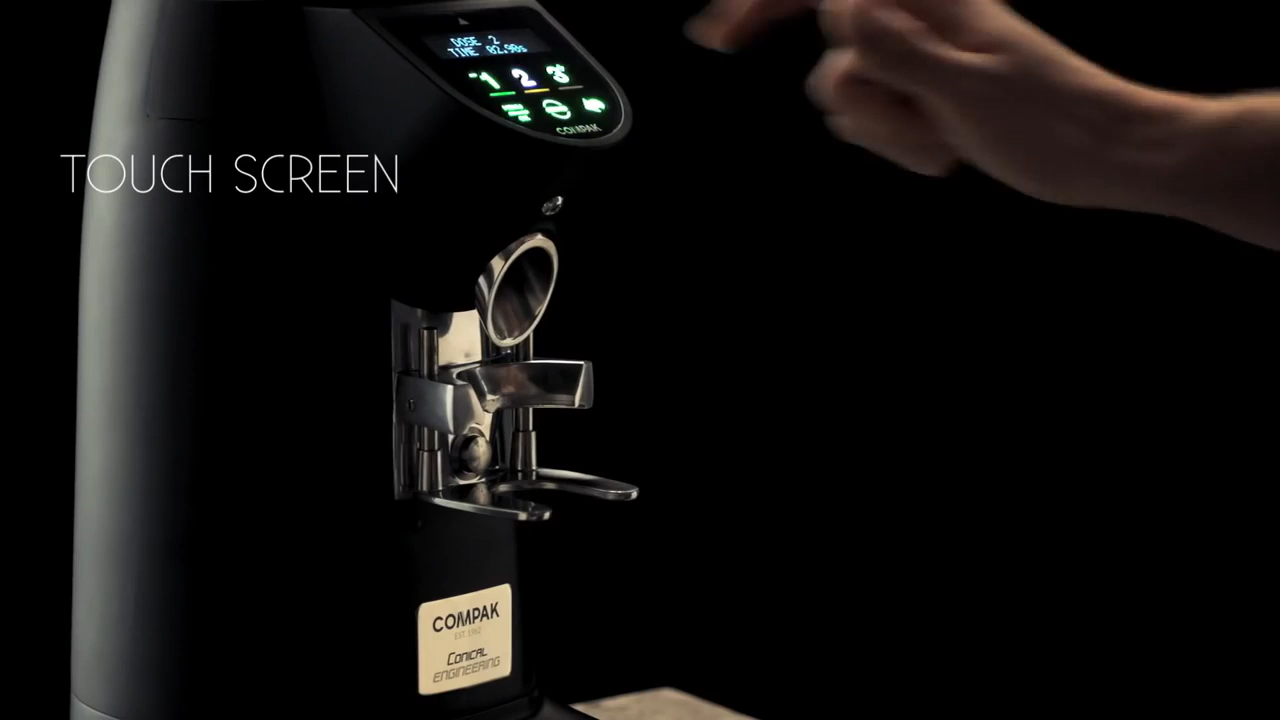 DOSE 2
TIME 02.90s
1 2 3
COMPAK
TOUCH SCREEN
COMPAK
EST. 1962
CONICAL
ENGINEERING